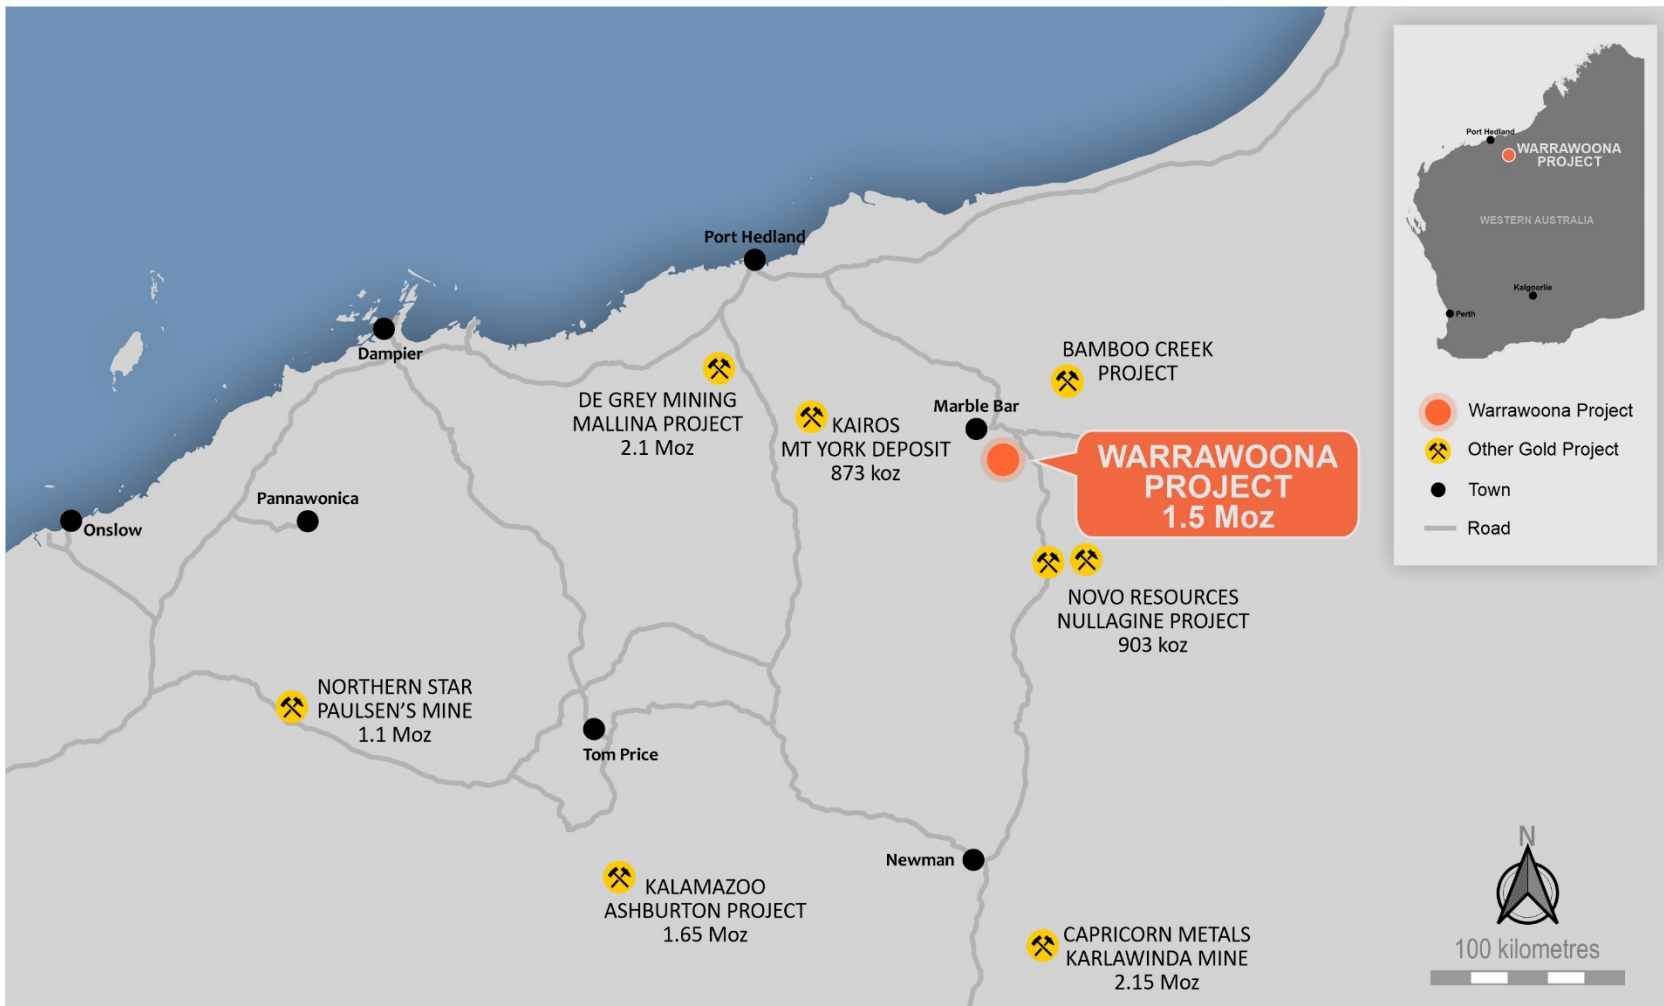 Port Hedland
Dampier
DE GREY MINING
MALLINA PROJECT
2.1 Moz
KAIROS
MT YORK DEPOSIT
873 koz
BAMBOO CREEK
PROJECT
Marble Bar
WARRAWOONA
PROJECT
1.5 Moz
Pannawonica
Onslow
NOVO RESOURCES
NULLAGINE PROJECT
903 koz
NORTHERN STAR
PAULSEN'S MINE
1.1 Moz
Tom Price
Newman
KALAMAZOO
ASHBURTON PROJECT
1.65 Moz
CAPRICORN METALS
KARLAWINDA MINE
2.15 Moz
Port Hedland
WARRAWOONA
PROJECT
WESTERN AUSTRALIA
Kalgoorlie
Perth
Warrawoona Project
Other Gold Project
Town
Road
N
100 kilometres